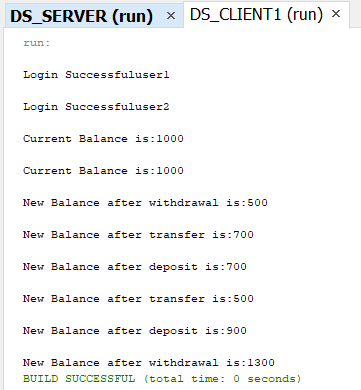 DS_SERVER (run) × DS_CLIENT1 (run) ×
run:
Login Successfuluser1
Login Successfuluser2
Current Balance is:1000
Current Balance is:1000
New Balance after withdrawal is:500
New Balance after transfer is:700
New Balance after deposit is:700
New Balance after transfer is:500
New Balance after deposit is:900
New Balance after withdrawal is:1300
BUILD SUCCESSFUL (total time: 0 seconds)